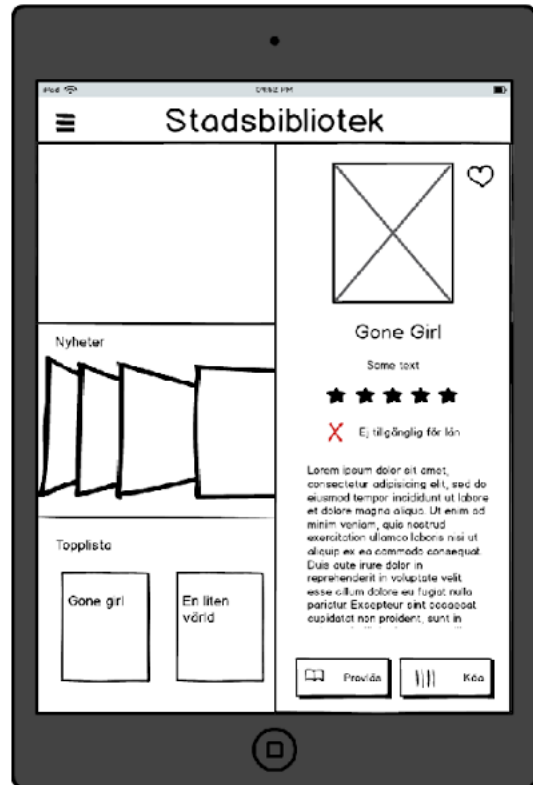 iPad 09:52 PM
Stadsbibliotek
Nyheter
Topplista
Gone girl
En liten
värld
Gone Girl
Some text
Ej tillgänglig för lån
Lorem ipsum dolor sit amet,
consectetur adipisicing elit, sed do
eiusmod tempor incididunt ut labore
et dolore magna aliqua. Ut enim ad
minim veniam, quis nostrud
exercitation ullamco laboris nisi ut
aliquip ex ea commodo consequat.
Duis aute irure dolor in
reprehenderit in voluptate velit
esse cillum dolore eu fugiat nulla
pariatur. Excepteur sint occaecat
cupidatat non proident, sunt in
Provläs
Köa